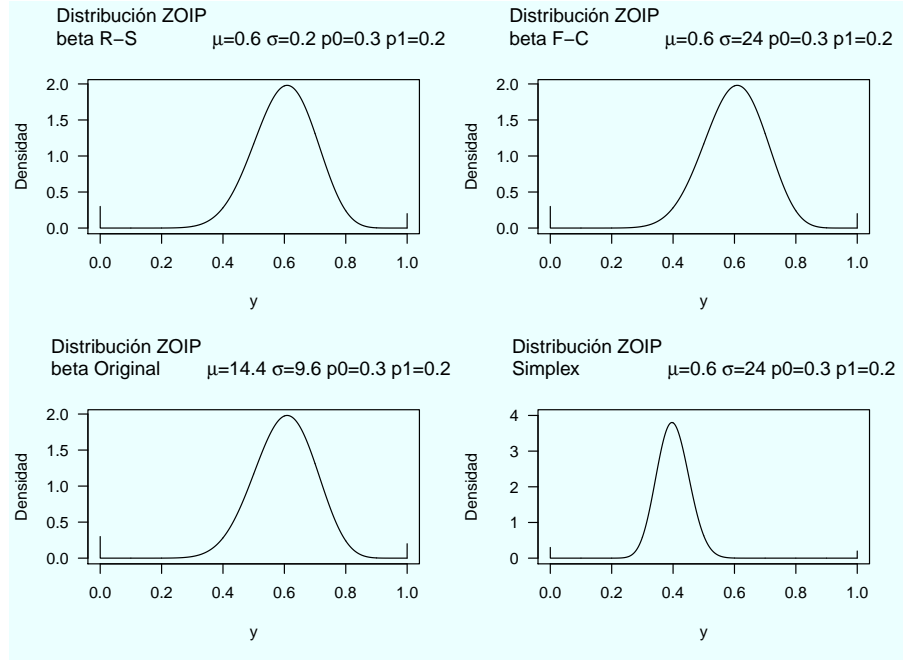 Distribución ZOIP
beta R−S μ=0.6 σ=0.2 p0=0.3 p1=0.2
Densidad
2.0
1.5
1.0
0.5
0.0
0.0 0.2 0.4 0.6 0.8 1.0
y
Distribución ZOIP
beta F−C μ=0.6 σ=24 p0=0.3 p1=0.2
Densidad
2.0
1.5
1.0
0.5
0.0
0.0 0.2 0.4 0.6 0.8 1.0
y
Distribución ZOIP
beta Original μ=14.4 σ=9.6 p0=0.3 p1=0.2
Densidad
2.0
1.5
1.0
0.5
0.0
0.0 0.2 0.4 0.6 0.8 1.0
y
Distribución ZOIP
Simplex μ=0.6 σ=24 p0=0.3 p1=0.2
Densidad
4
3
2
1
0
0.0 0.2 0.4 0.6 0.8 1.0
y